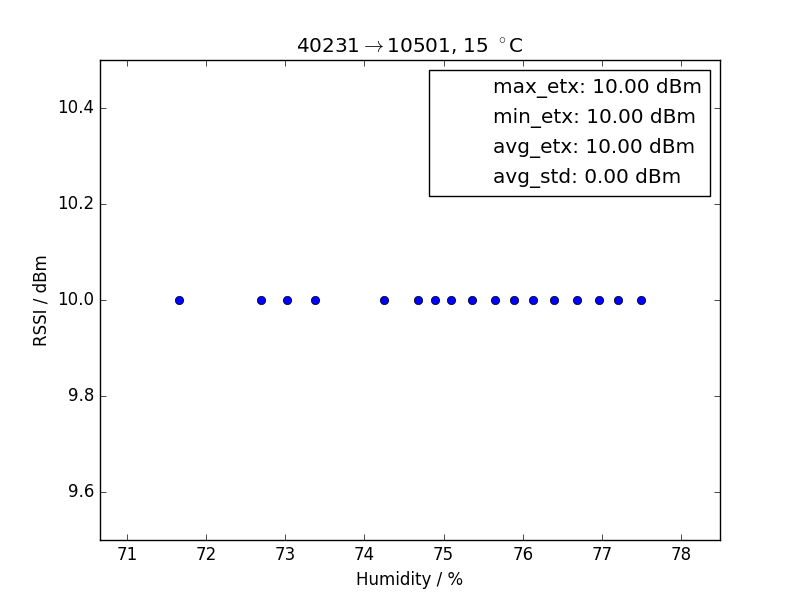 40231→10501, 15 °C
max_etx: 10.00 dBm
min_etx: 10.00 dBm
avg_etx: 10.00 dBm
avg_std: 0.00 dBm
RSSI / dBm
10.4
10.2
10.0
9.8
9.6
71 72 73 74 75 76 77 78
Humidity / %